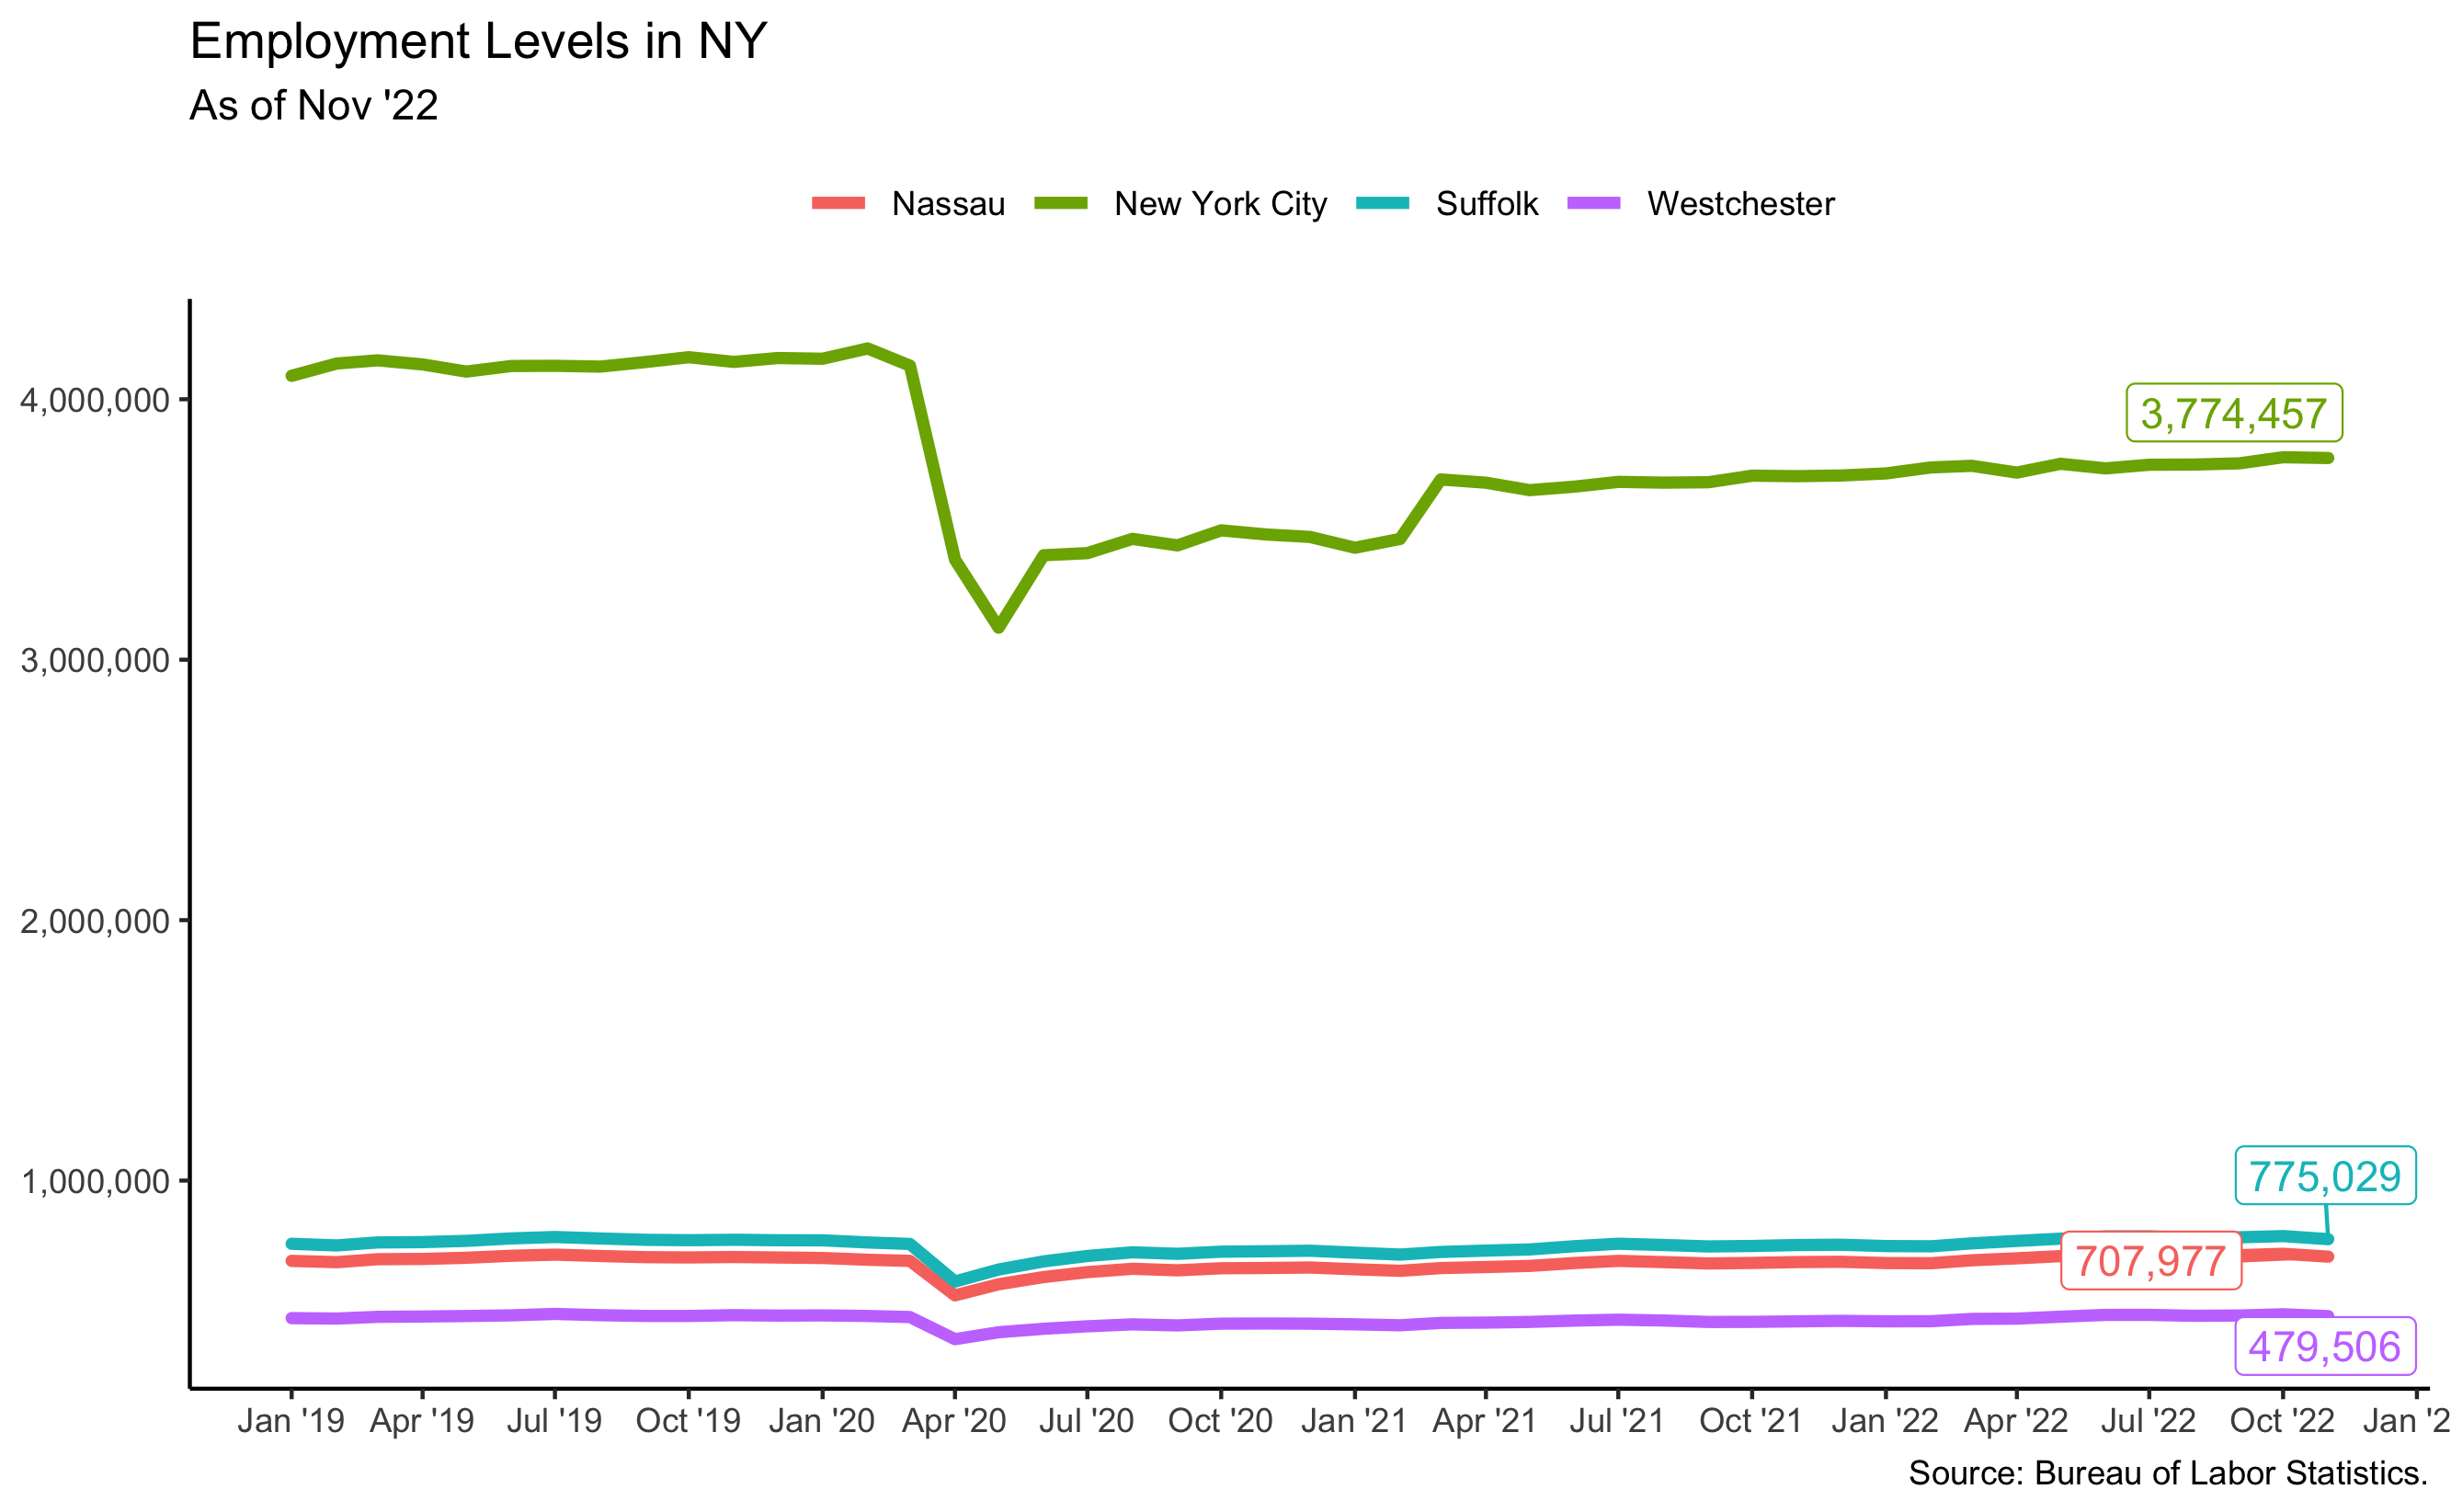 Employment Levels in NY
As of Nov '22
Nassau New York City Suffolk Westchester
4,000,000
3,000,000
2,000,000
1,000,000
3,774,457
775,029
707,977
479,506
Jan '19 Apr '19 Jul '19 Oct '19 Jan '20 Apr '20 Jul '20 Oct '20 Jan '21 Apr '21 Jul '21 Oct '21 Jan '22 Apr '22 Jul '22 Oct '22 Jan '2
Source: Bureau of Labor Statistics.